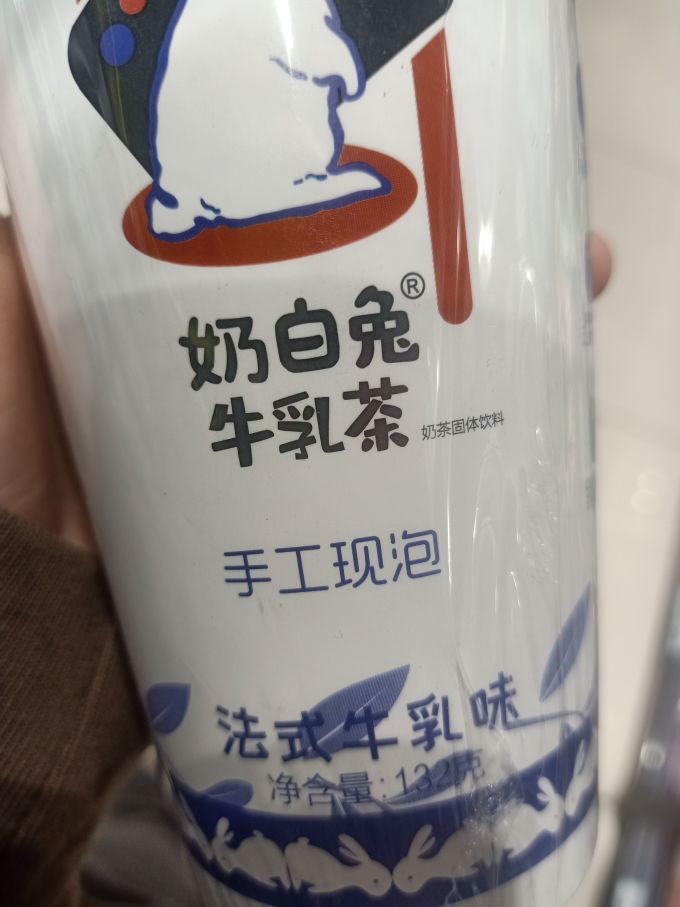 奶白兔®
牛乳茶 奶茶固体饮料
手工现泡
法式牛乳味
净含量:132克